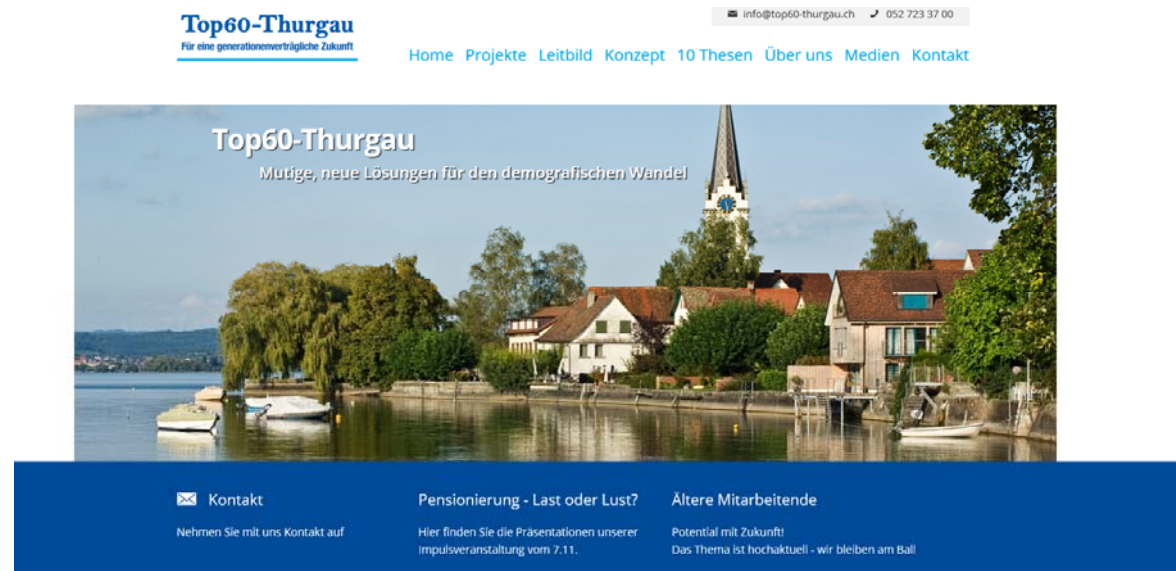 Top60-Thurgau
Für eine generationenverträgliche Zukunft
info@top60-thurgau.ch 052 723 37 00
Home Projekte Leitbild Konzept 10 Thesen Über uns Medien Kontakt
Top60-Thurgau
Mutige, neue Lösungen für den demografischen Wandel
Kontakt
Nehmen Sie mit uns Kontakt auf
Pensionierung - Last oder Lust?
Hier finden Sie die Präsentationen unserer
Impulsveranstaltung vom 7.11.
Ältere Mitarbeitende
Potential mit Zukunft!
Das Thema ist hochaktuell - wir bleiben am Ball